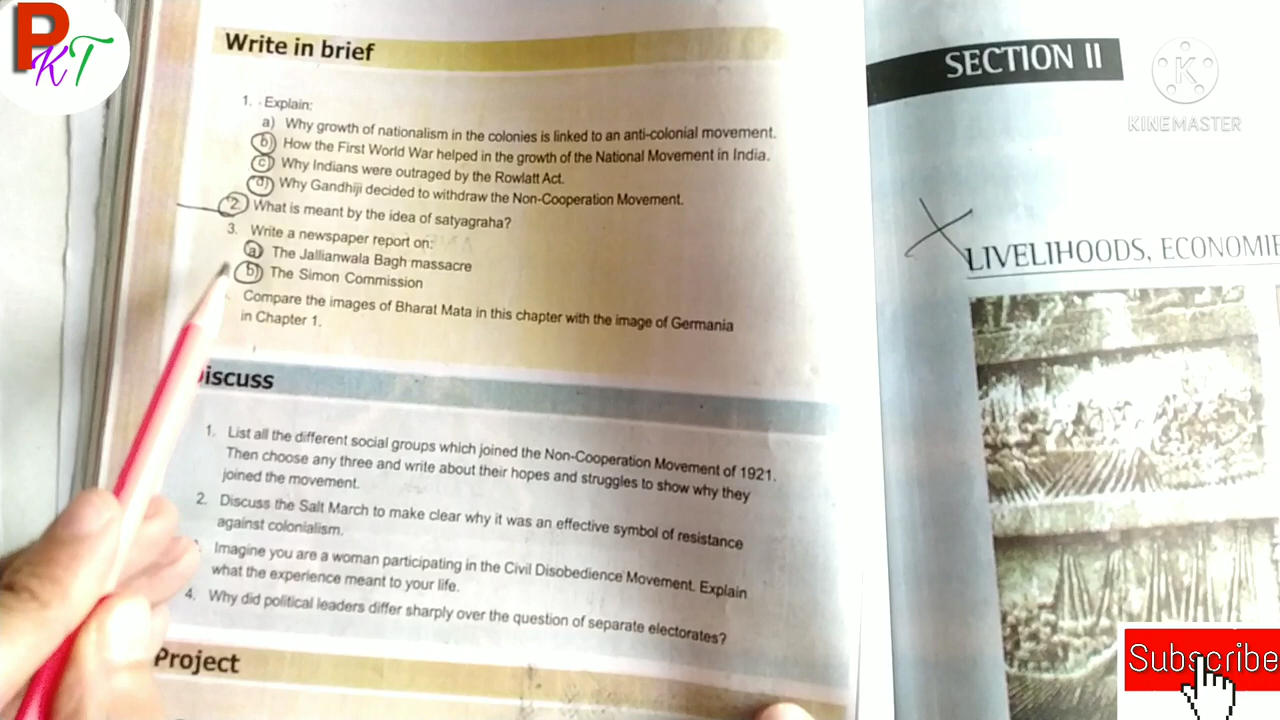 PKT
Write in brief
1. Explain:
a) Why growth of nationalism in the colonies is linked to an anti-colonial movement.
b) How the First World War helped in the growth of the National Movement in India.
c) Why Indians were outraged by the Rowlatt Act.
d) Why Gandhiji decided to withdraw the Non-Cooperation Movement.
2. What is meant by the idea of satyagraha?
3. Write a newspaper report on:
a) The Jallianwala Bagh massacre
b) The Simon Commission
Compare the images of Bharat Mata in this chapter with the image of Germania
in Chapter 1.
iscuss
1. List all the different social groups which joined the Non-Cooperation Movement of 1921.
Then choose any three and write about their hopes and struggles to show why they
joined the movement.
2. Discuss the Salt March to make clear why it was an effective symbol of resistance
against colonialism.
Imagine you are a woman participating in the Civil Disobedience Movement. Explain
what the experience meant to your life.
4. Why did political leaders differ sharply over the question of separate electorates?
Project
SECTION II
LIVELIHOODS, ECONOMIE
K
KINEMASTER
Subscribe